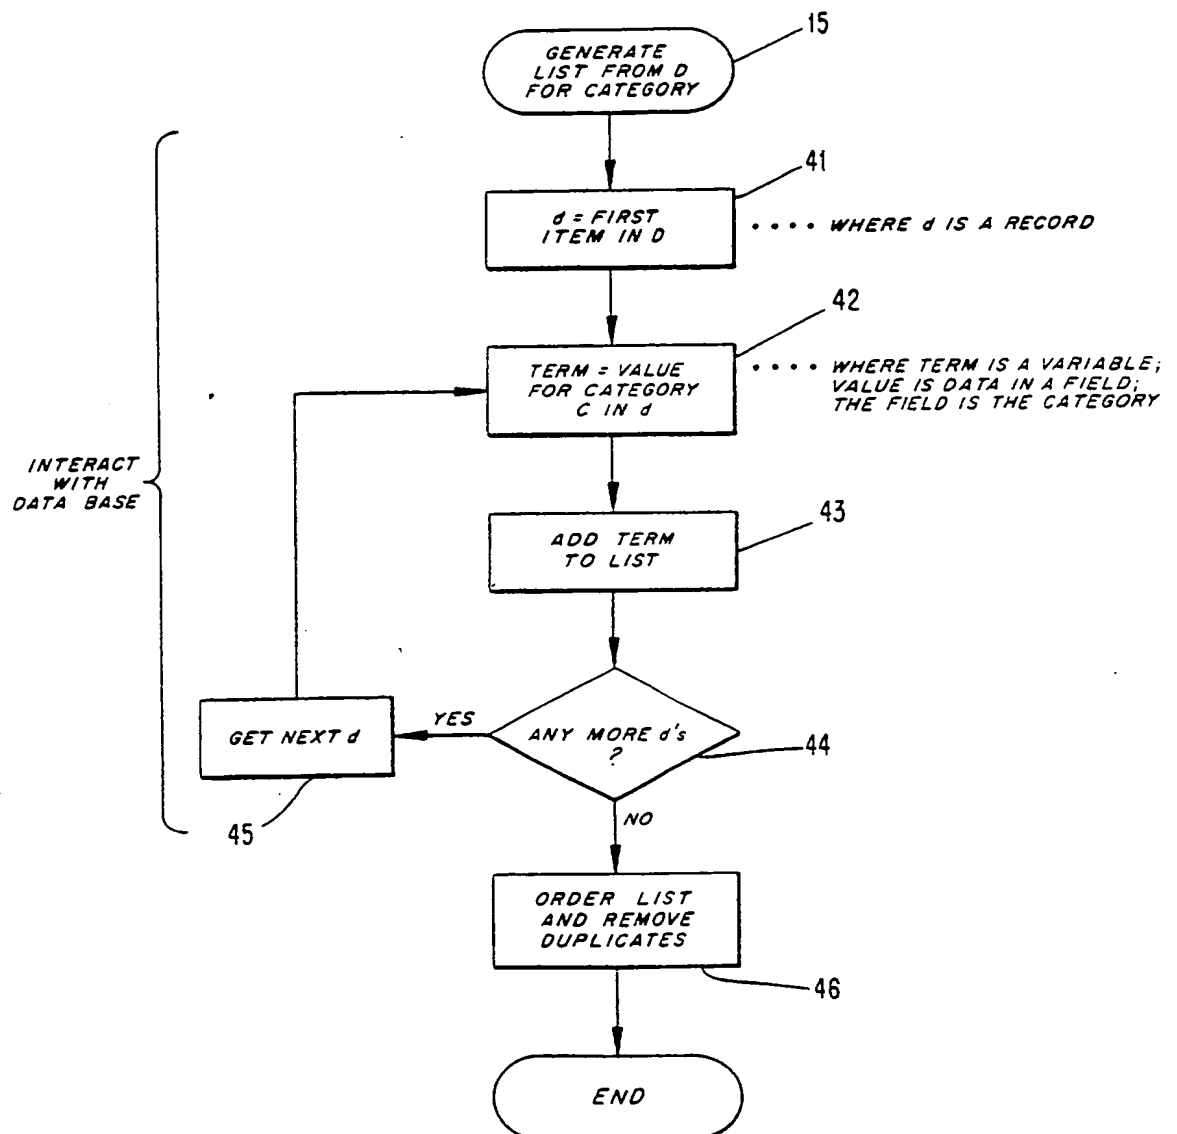 15
GENERATE
LIST FROM D
FOR CATEGORY
41
d = FIRST
ITEM IN D
•••• WHERE d IS A RECORD
42
TERM = VALUE
FOR CATEGORY
C IN d
•••• WHERE TERM IS A VARIABLE;
VALUE IS DATA IN A FIELD;
THE FIELD IS THE CATEGORY
INTERACT
WITH
DATA BASE
43
ADD TERM
TO LIST
GET NEXT d
YES
ANY MORE d's
?
44
45
NO
ORDER LIST
AND REMOVE
DUPLICATES
46
END